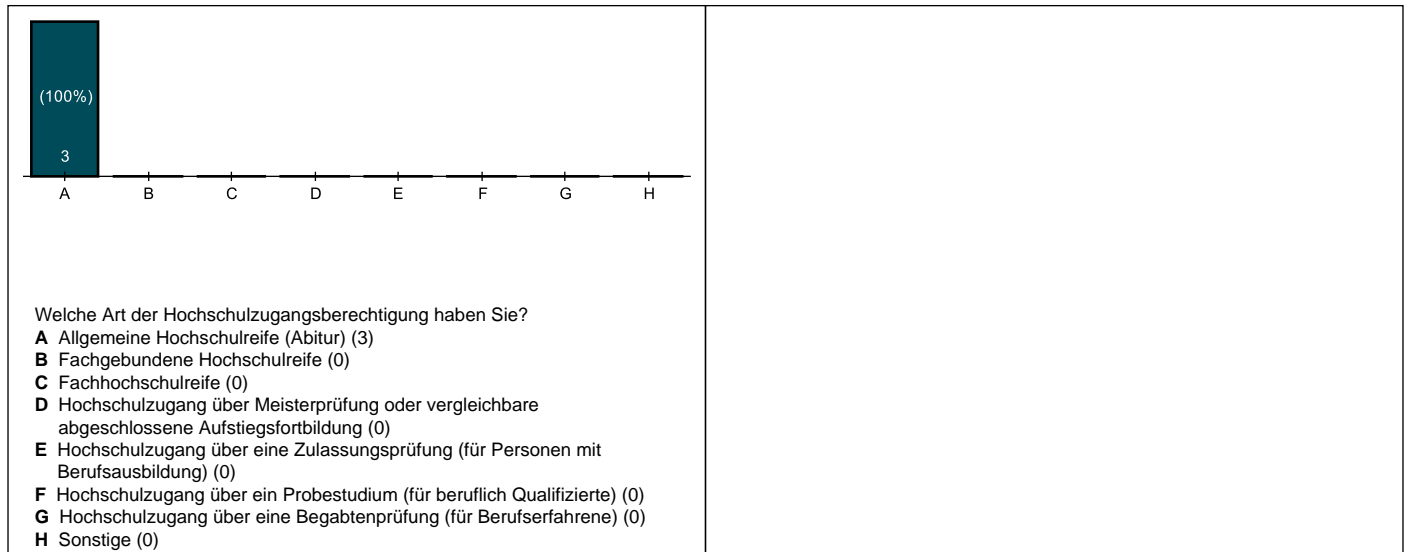 (100%)
3
A B C D E F G H
Welche Art der Hochschulzugangsberechtigung haben Sie?
A Allgemeine Hochschulreife (Abitur) (3)
B Fachgebundene Hochschulreife (0)
C Fachhochschulreife (0)
D Hochschulzugang über Meisterprüfung oder vergleichbare
abgeschlossene Aufstiegsfortbildung (0)
E Hochschulzugang über eine Zulassungsprüfung (für Personen mit
Berufsausbildung) (0)
F Hochschulzugang über ein Probestudium (für beruflich Qualifizierte) (0)
G Hochschulzugang über eine Begabtenprüfung (für Berufserfahrene) (0)
H Sonstige (0)